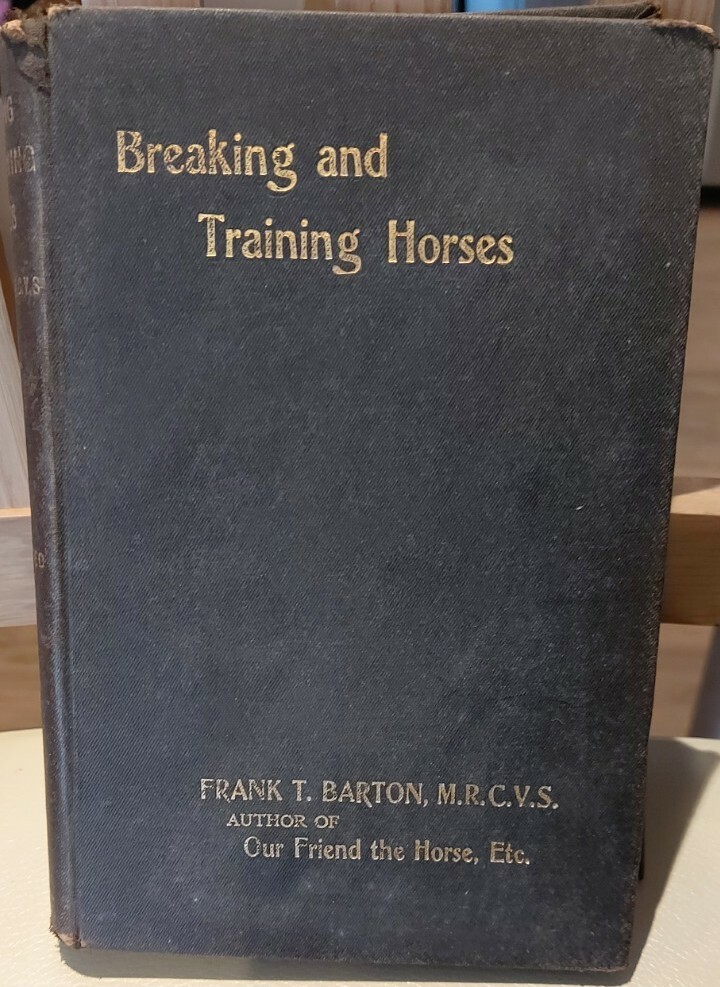 Breaking and
Training Horses
FRANK T. BARTON, M.R.C.V.S.
AUTHOR OF
Our Friend the Horse, Etc.